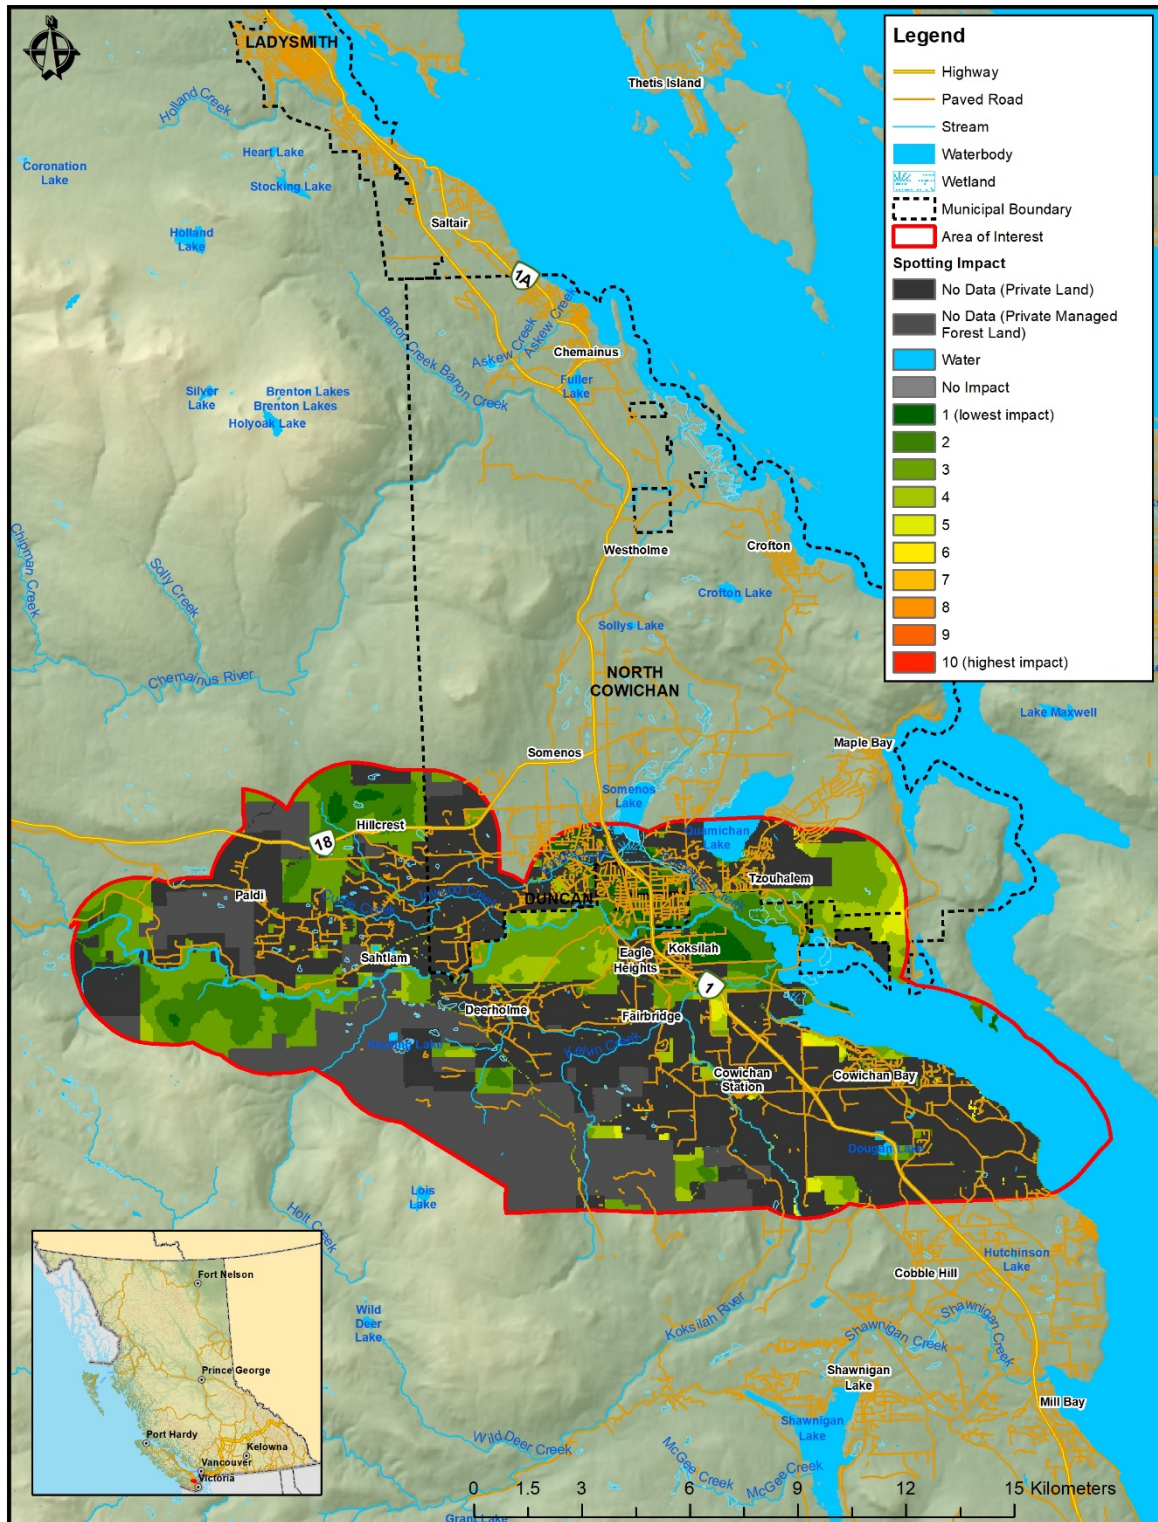 N
LADYSMITH
Thetis Island
Holland Creek
Heart Lake
Coronation
Lake
Stocking Lake
Saltair
Holland
Lake
1A
Banon Creek
Banon Creek
Askew Creek
Askew Creek
Chemainus
Fuller
Lake
Silver
Lake
Brenton Lakes
Brenton Lakes
Holyoak Lake
Chipman Creek
Solly Creek
Westholme
Crofton
Crofton Lake
Sollys Lake
NORTH
COWICHAN
Chemainus River
Lake Maxwell
Maple Bay
Somenos
Somenos
Lake
Quamichan
Lake
Hillcrest
18
Paldi
Tzouhalem
DUNCAN
Sahtlam
Eagle
Heights
Koksilah
1
Deerholme
Fairbridge
Kelvin Creek
Cowichan
Station
Cowichan Bay
Dougan Lake
Lois
Lake
Holt Creek
Hutchinson
Lake
Cobble Hill
Wild
Deer
Lake
Koksilah River
Shawnigan Creek
Shawnigan Creek
Shawnigan
Lake
Mill Bay
Shawnigan
Lake
Wild Deer Creek
McGee Creek
McGee Creek
Grant Lake
0 1.5 3 6 9 12 15 Kilometers
Legend
Highway
Paved Road
Stream
Waterbody
Wetland
Municipal Boundary
Area of Interest
Spotting Impact
No Data (Private Land)
No Data (Private Managed
Forest Land)
Water
No Impact
1 (lowest impact)
2
3
4
5
6
7
8
9
10 (highest impact)
Fort Nelson
Prince George
Port Hardy
Kelowna
Vancouver
Victoria